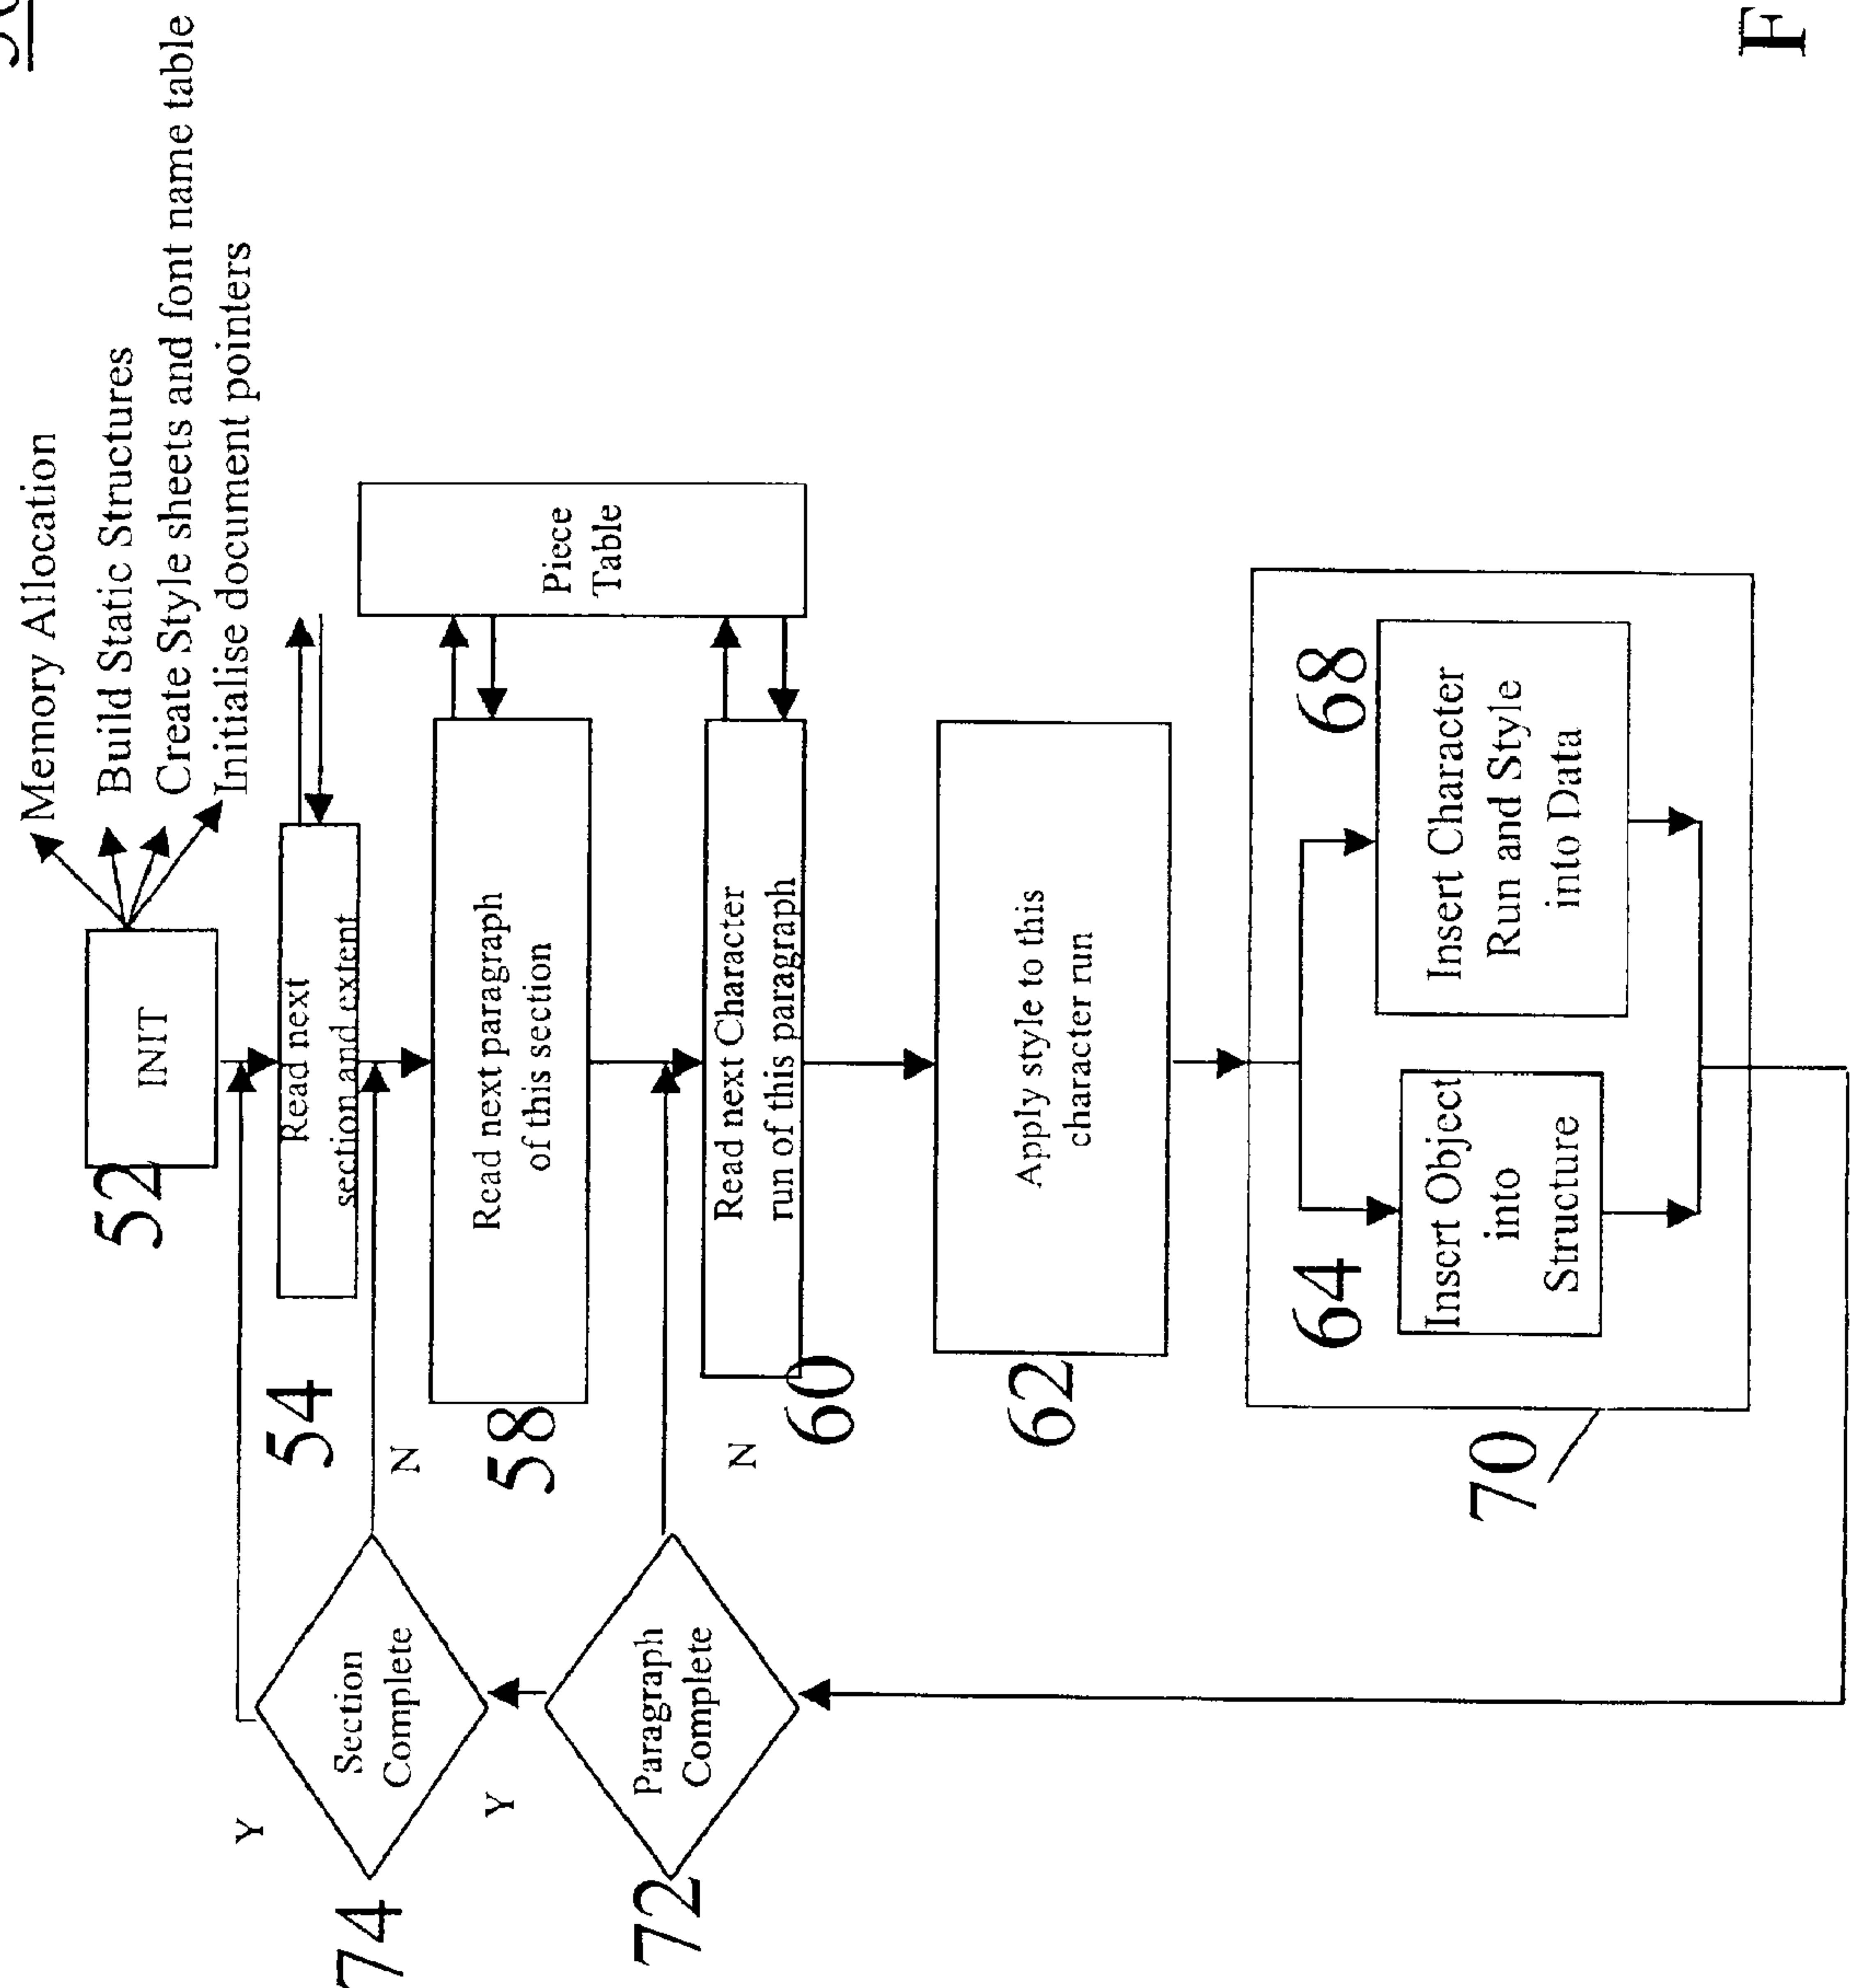 Memory Allocation
Build Static Structures
Create Style sheets and font name table
Initialise document pointers
INIT
52
Read next
section and extent
54
Piece
Table
Read next paragraph
of this section
58
Read next Character
run of this paragraph
60
Apply style to this
character run
62
64
Insert Object
into
Structure
68
Insert Character
Run and Style
into Data
70
Section
Complete
74
Y
N
Paragraph
Complete
72
Y
N
F